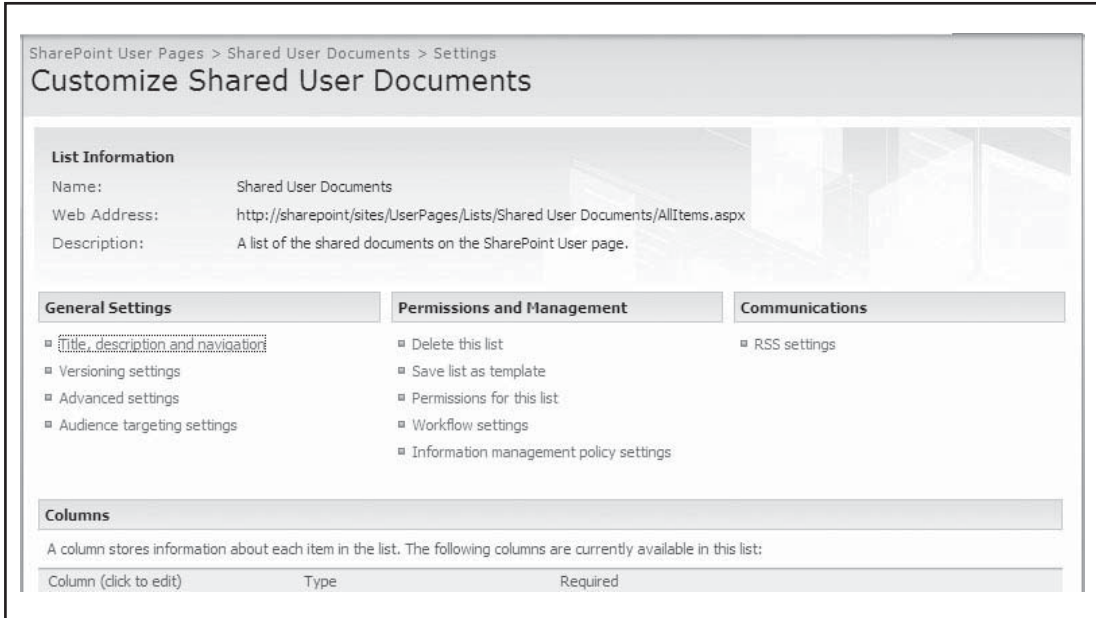 SharePoint User Pages > Shared User Documents > Settings
Customize Shared User Documents
List Information
Name: Shared User Documents
Web Address: http://sharepoint/sites/UserPages/Lists/Shared User Documents/AllItems.aspx
Description: A list of the shared documents on the SharePoint User page.
General Settings
Title, description and navigation
Versioning settings
Advanced settings
Audience targeting settings
Permissions and Management
Delete this list
Save list as template
Permissions for this list
Workflow settings
Information management policy settings
Communications
RSS settings
Columns
A column stores information about each item in the list. The following columns are currently available in this list:
Column (click to edit) Type Required